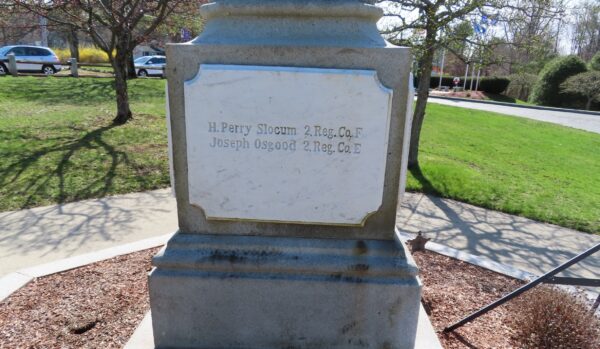 H. Perry Slocum 2, Reg. Co. F
Joseph Osgood 2, Reg. Co. E